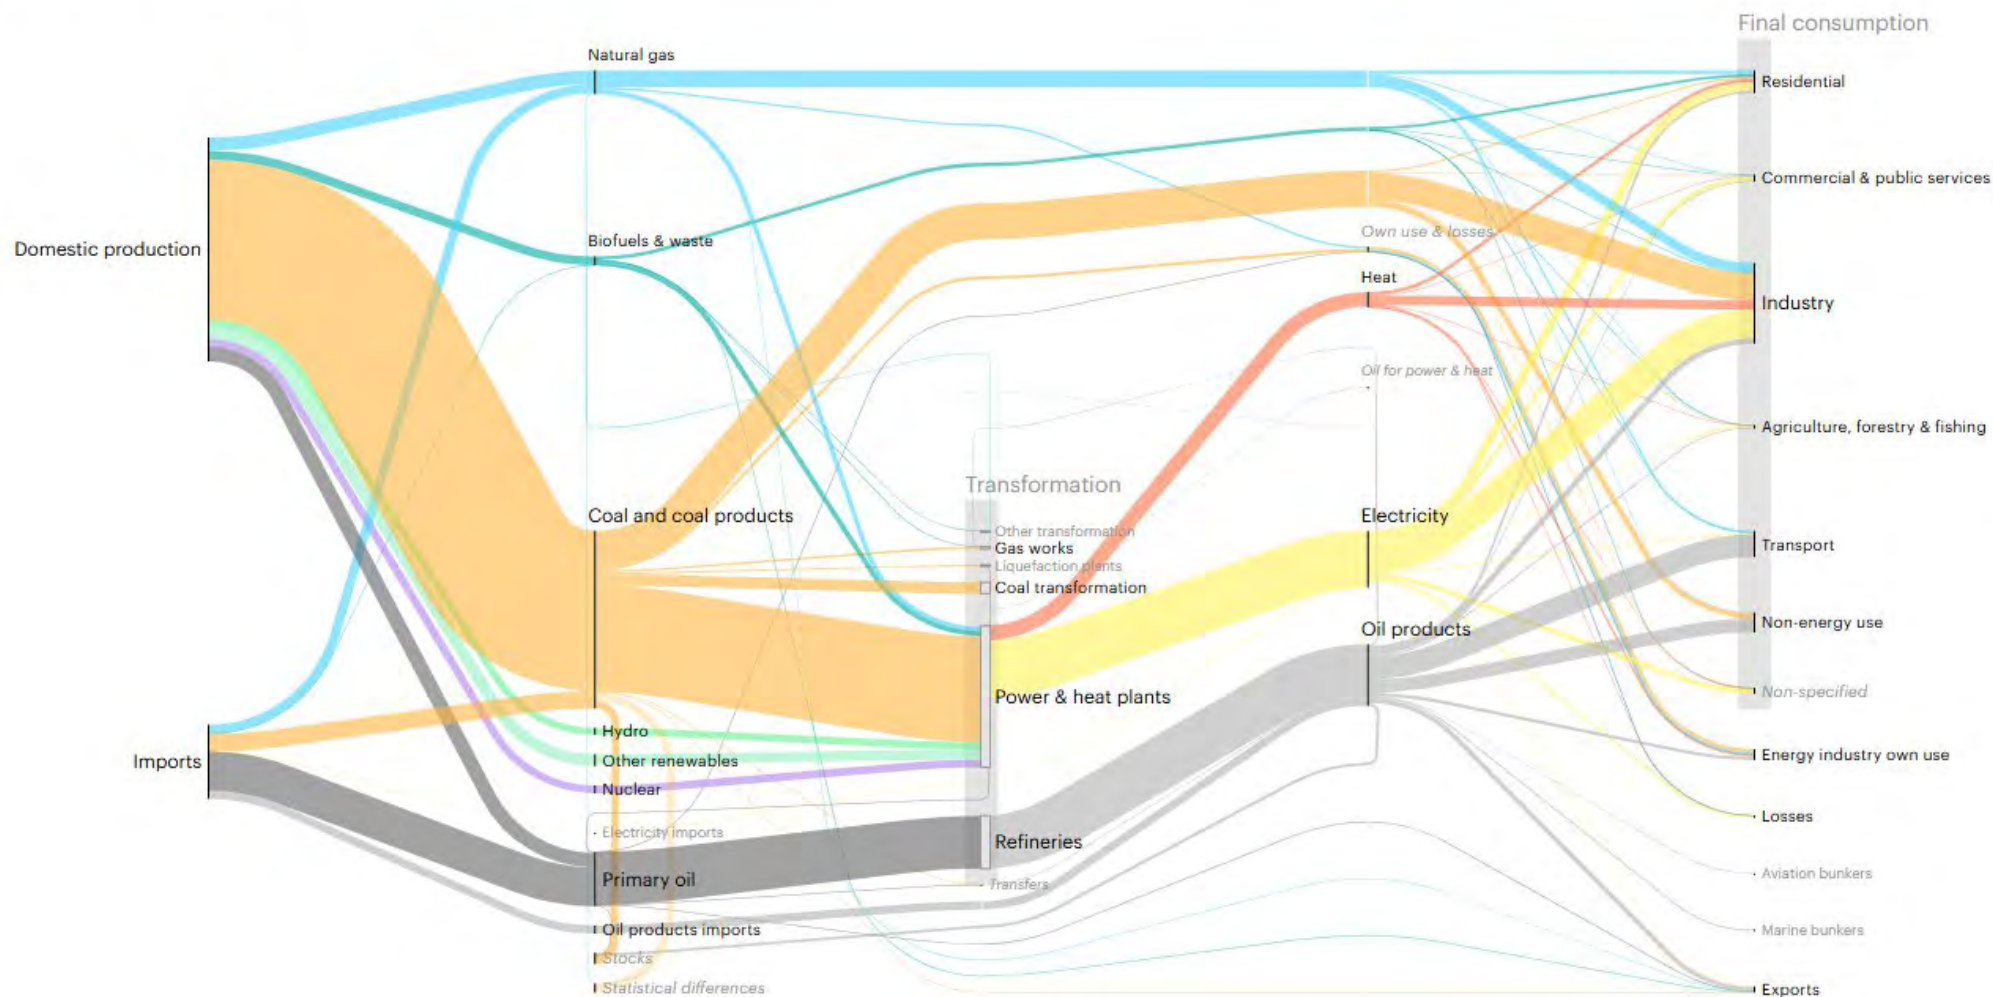 Final consumption
Natural gas
Residential
Commercial & public services
Biofuels & waste
Own use & losses
Domestic production
Heat
Industry
Oil for power & heat
Agriculture, forestry & fishing
Transformation
Coal and coal products
Electricity
Other transformation
Gas works
Transport
Liquefaction plants
Coal transformation
Oil products
Non-energy use
Power & heat plants
Non-specified
Hydro
Imports
Other renewables
Energy industry own use
Nuclear
Losses
Electricity imports
Refineries
Primary oil
Transfers
Aviation bunkers
Oil products imports
Marine bunkers
Stocks
Statistical differences
Exports